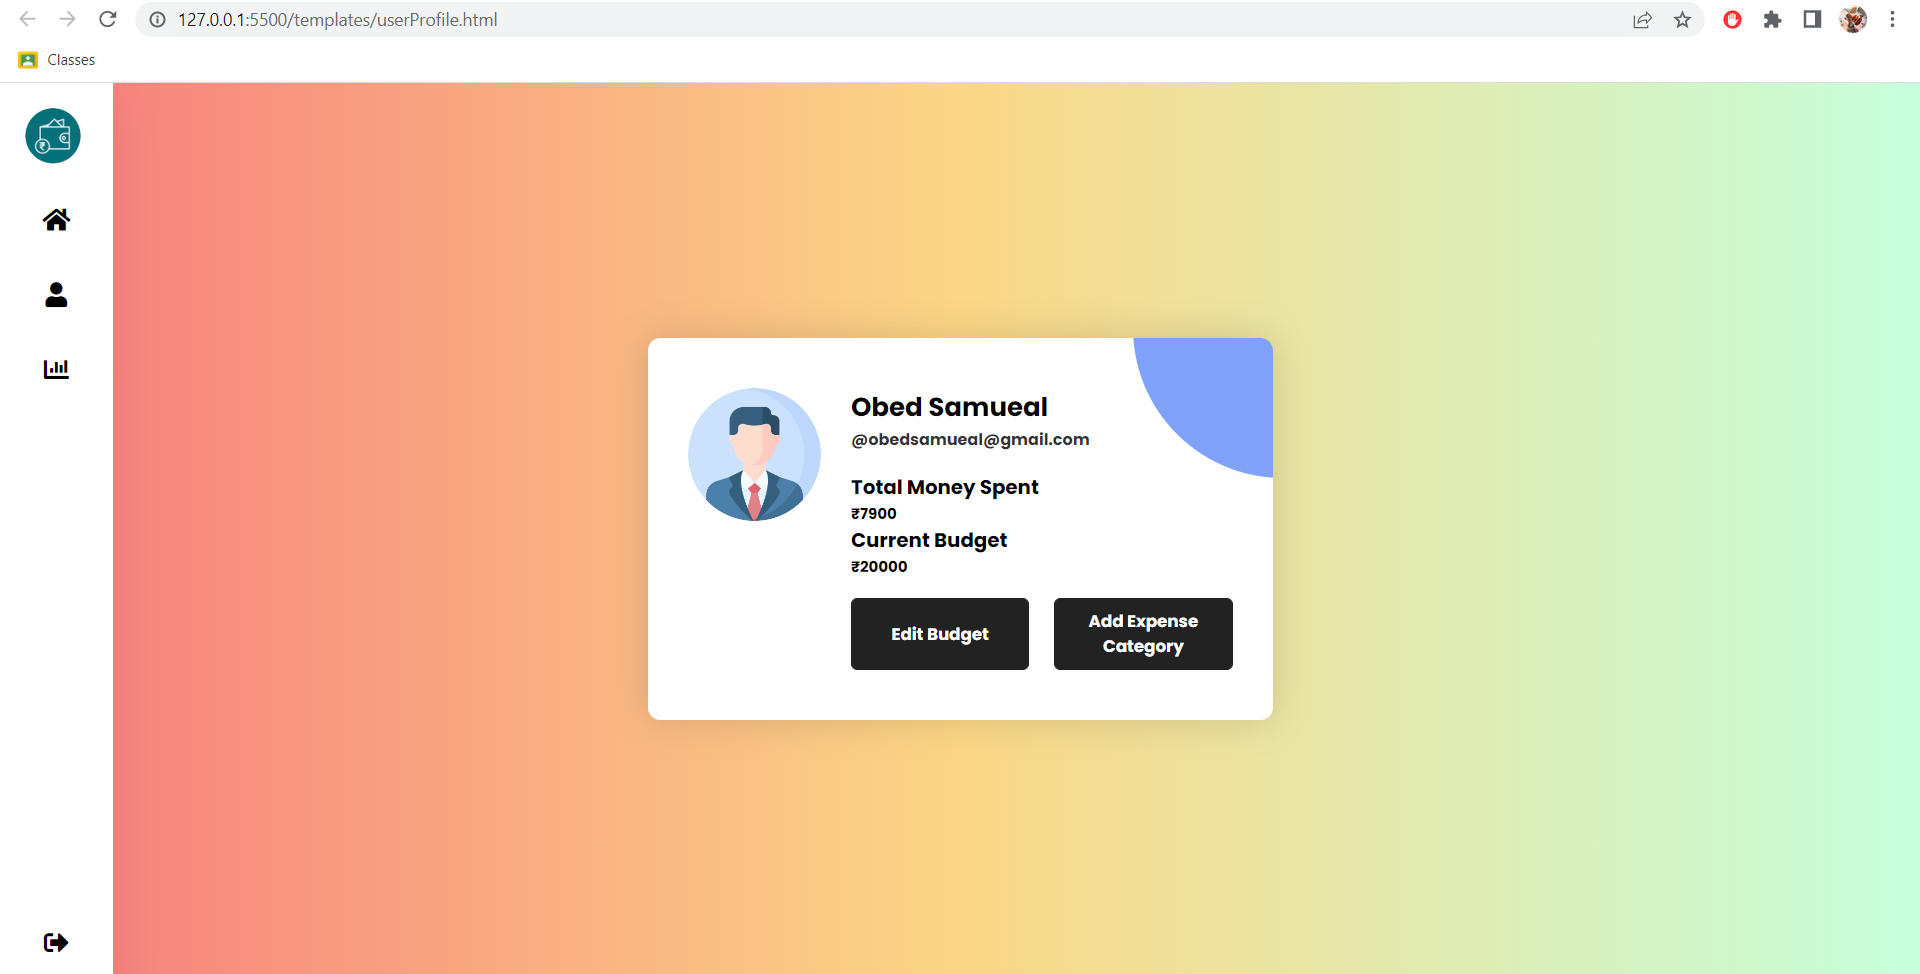 127.0.0.1:5500/templates/userProfile.html
Classes
Obed Samueal
@obedsamueal@gmail.com
Total Money Spent
₹7900
Current Budget
₹20000
Edit Budget
Add Expense
Category